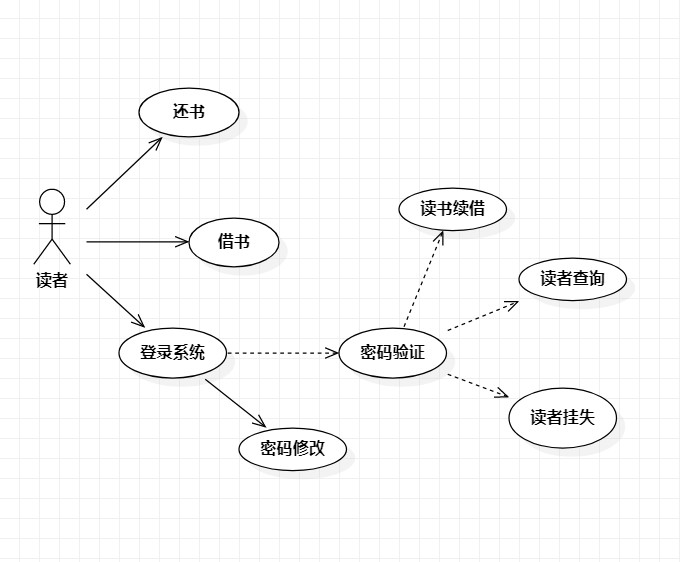 还书
读书续借
借书
读者
读者查询
登录系统
密码验证
读者挂失
密码修改